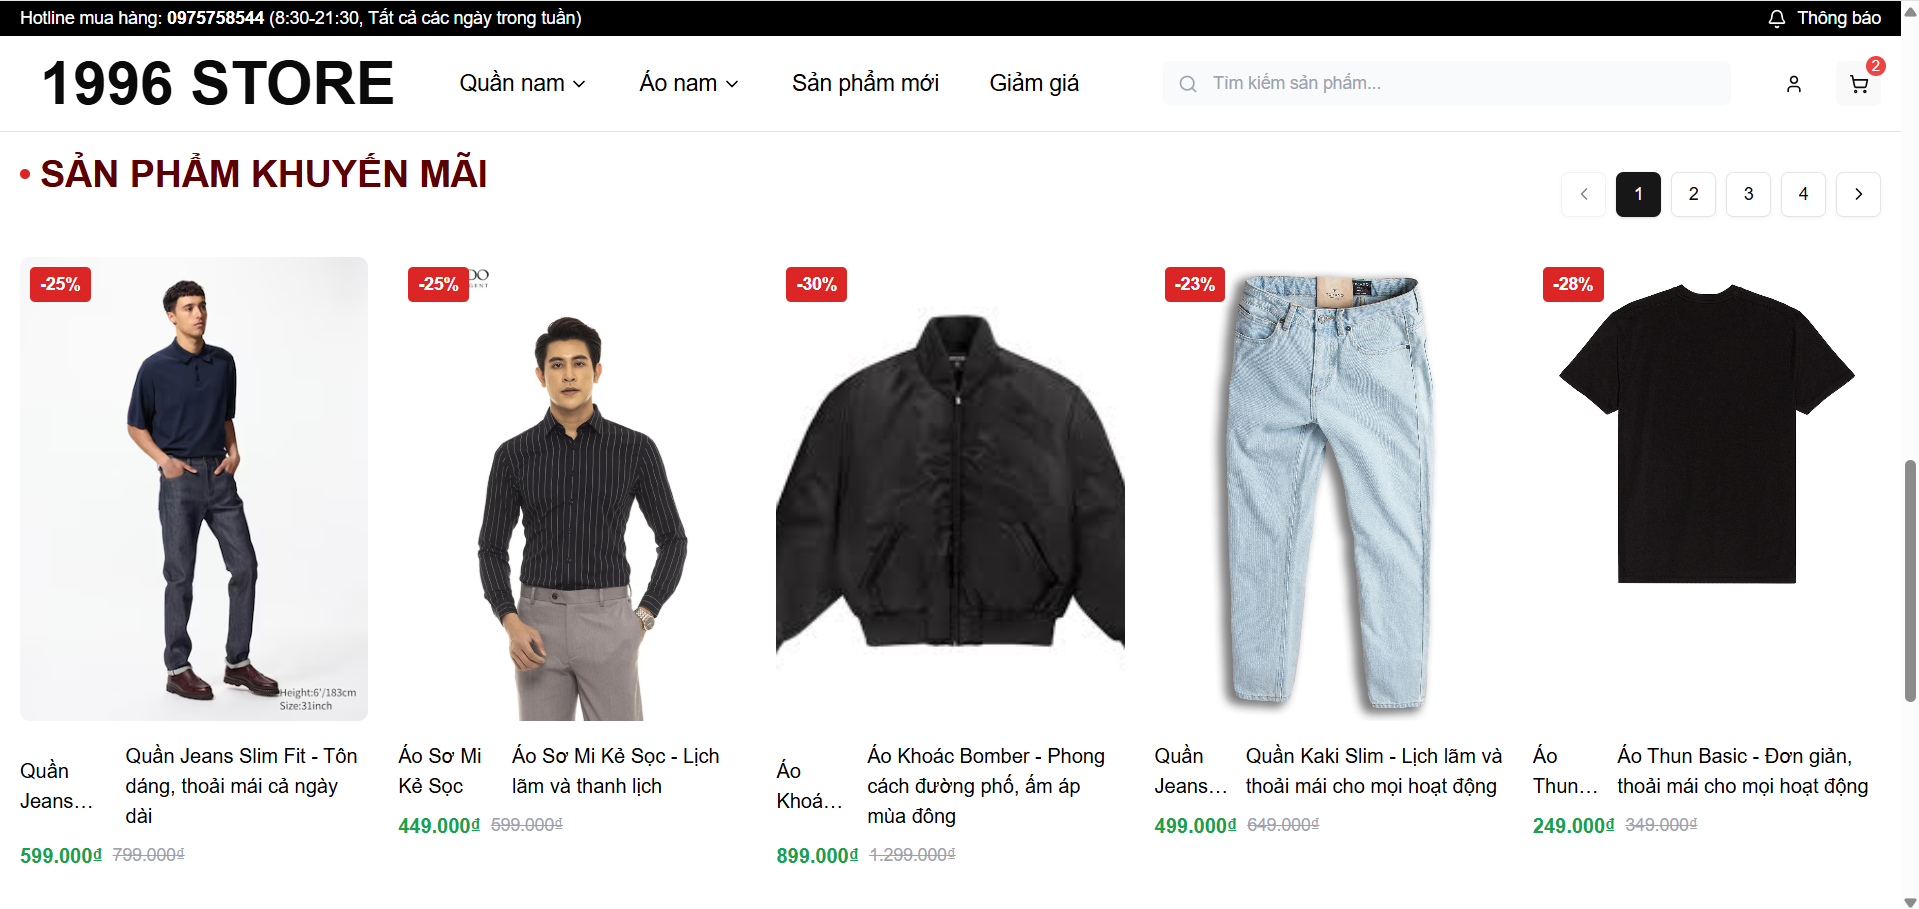 Hotline mua hàng: 0975758544 (8:30-21:30, Tất cả các ngày trong tuần)
Thông báo
1996 STORE
Quần nam
Áo nam
Sản phẩm mới
Giảm giá
Tìm kiếm sản phẩm...
2
• SẢN PHẨM KHUYẾN MÃI
1
2
3
4
-25%
Height:6'/183cm
Size:31inch
Quần
Jeans...
Quần Jeans Slim Fit - Tôn
dáng, thoải mái cả ngày
dài
599.000₫ 799.000₫
-25%
Áo Sơ Mi
Kẻ Sọc
Áo Sơ Mi Kẻ Sọc - Lịch
lãm và thanh lịch
449.000₫ 599.000₫
-30%
Áo
Khoá...
Áo Khoác Bomber - Phong
cách đường phố, ấm áp
mùa đông
899.000₫ 1.299.000₫
-23%
Quần
Jeans...
Quần Kaki Slim - Lịch lãm và
thoải mái cho mọi hoạt động
499.000₫ 649.000₫
-28%
Áo
Thun...
Áo Thun Basic - Đơn giản,
thoải mái cho mọi hoạt động
249.000₫ 349.000₫